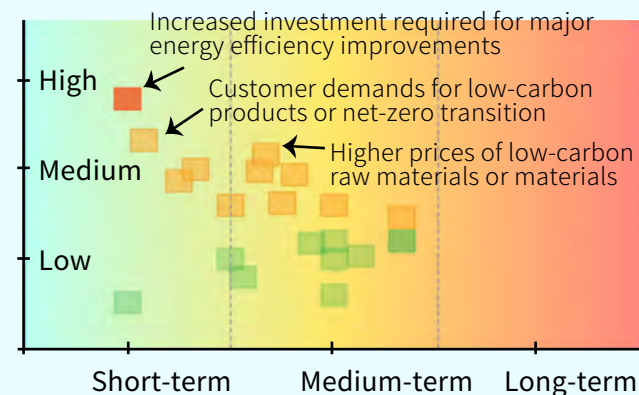 Increased investment required for major
energy efficiency improvements
High
Customer demands for low-carbon
products or net-zero transition
Higher prices of low-carbon
raw materials or materials
Medium
Low
Short-term
Medium-term
Long-term